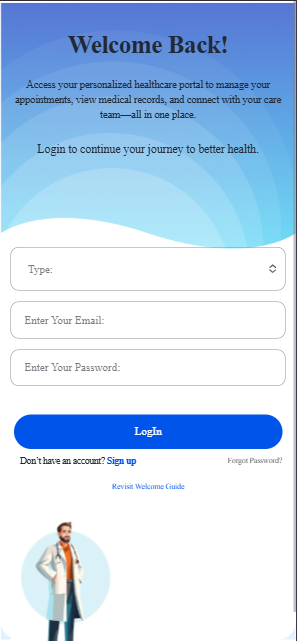 Welcome Back!
Access your personalized healthcare portal to manage your
appointments, view medical records, and connect with your care
team—all in one place.
Login to continue your journey to better health.
Type:
Enter Your Email:
Enter Your Password:
LogIn
Don't have an account? Sign up
Forgot Password?
Revisit Welcome Guide